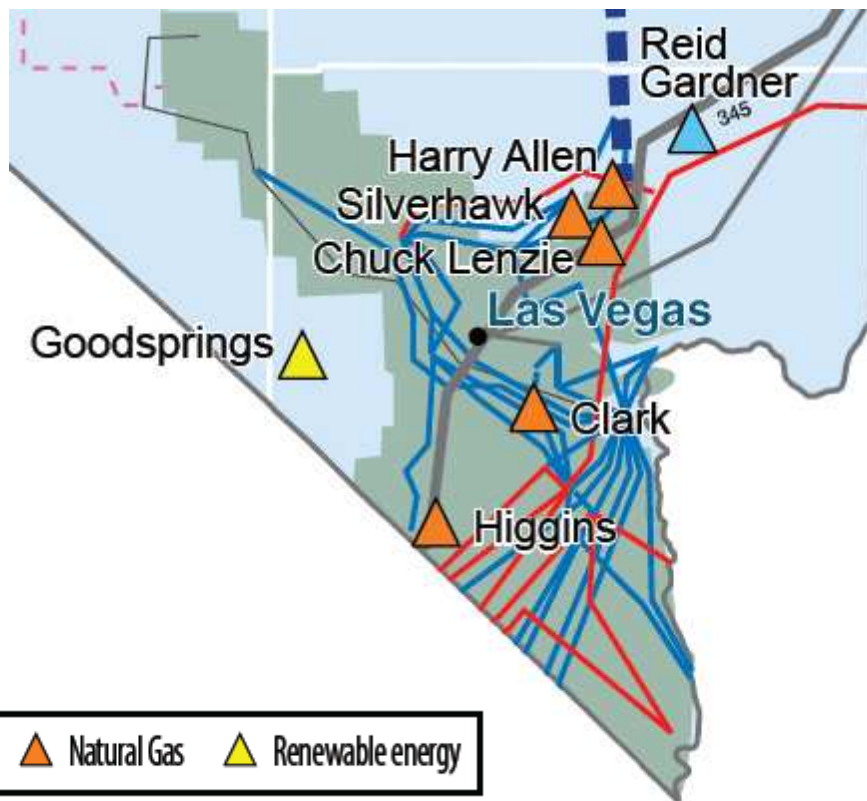 Reid
Gardner
345
Harry Allen
Silverhawk
Chuck Lenzie
Las Vegas
Goodsprings
Clark
Higgins
Natural Gas
Renewable energy